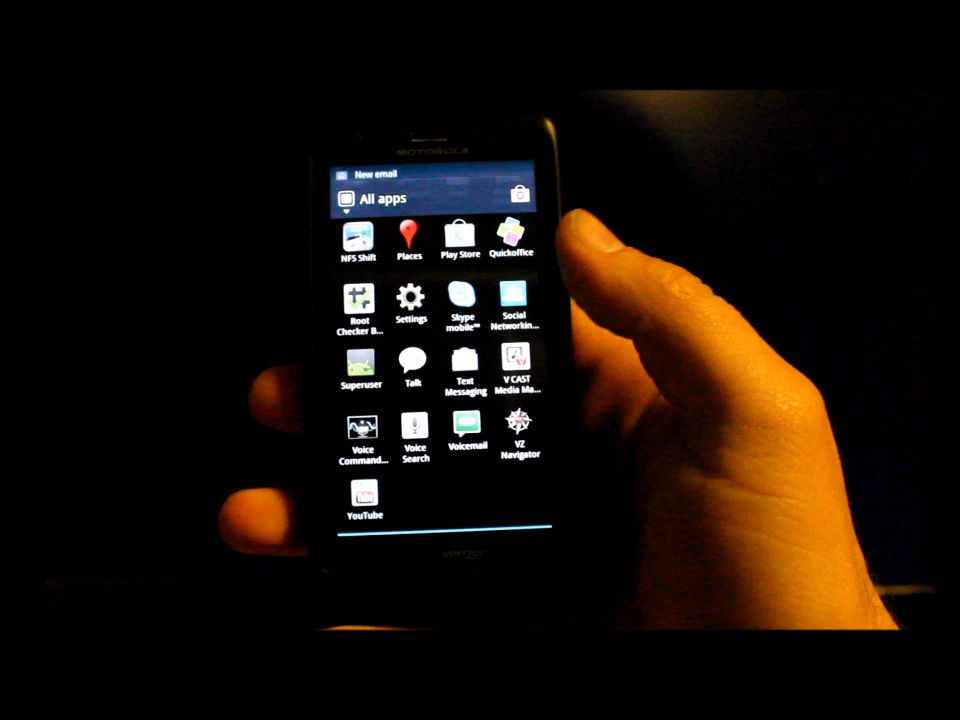 MOTOROLA
New email
All apps
NFS Shift
Places
Play Store
Quickoffice
Root
Checker B...
Settings
Skype
mobile™
Social
Networkin...
Superuser
Talk
Text
Messaging
V CAST
Media Ma...
Voice
Command...
Voice
Search
Voicemail
VZ
Navigator
YouTube
verizon